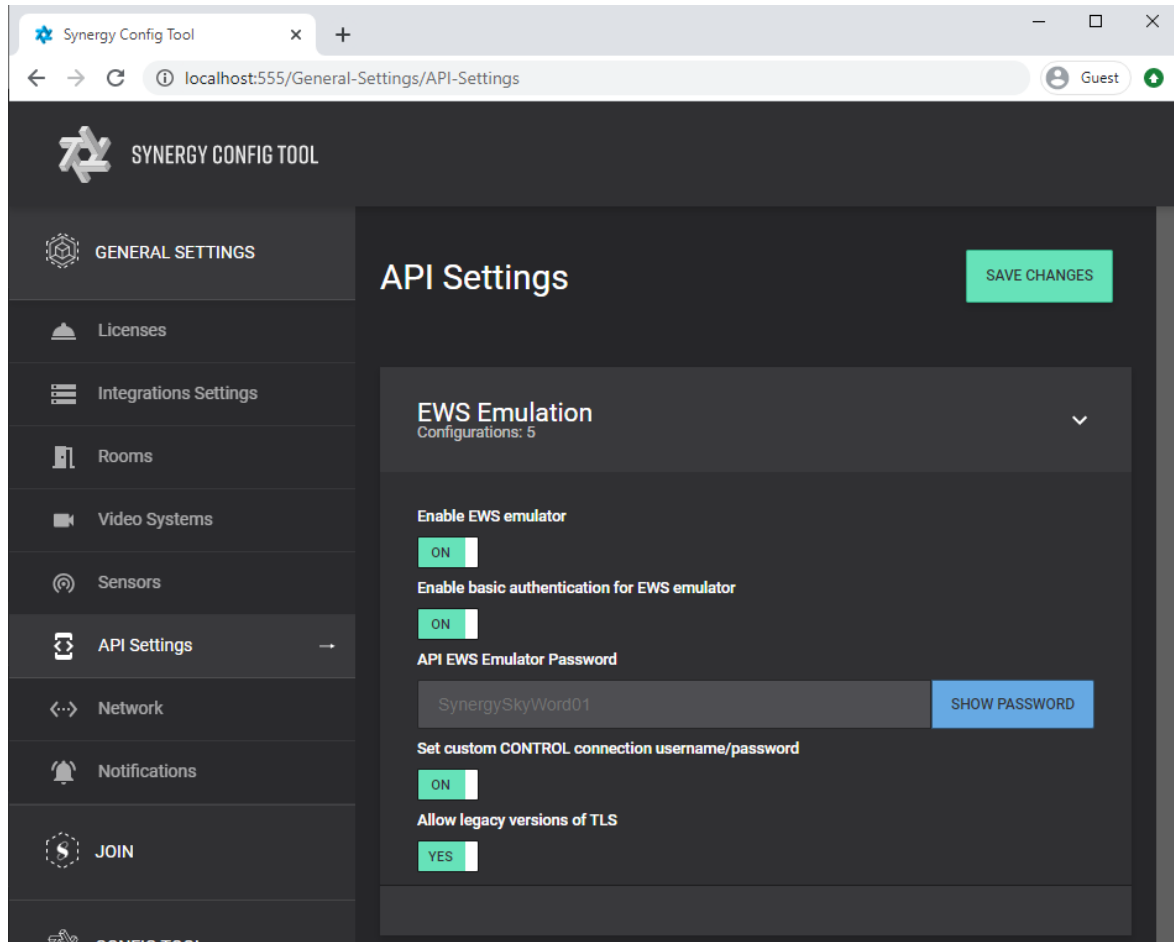 Synergy Config Tool
localhost:555/General-Settings/API-Settings
Guest
SYNERGY CONFIG TOOL
GENERAL SETTINGS
Licenses
Integrations Settings
Rooms
Video Systems
Sensors
API Settings
Network
Notifications
JOIN
CONFIG TOOL
API Settings
SAVE CHANGES
EWS Emulation
Configurations: 5
Enable EWS emulator
ON
Enable basic authentication for EWS emulator
ON
API EWS Emulator Password
SynergySkyWord01
SHOW PASSWORD
Set custom CONTROL connection username/password
ON
Allow legacy versions of TLS
YES